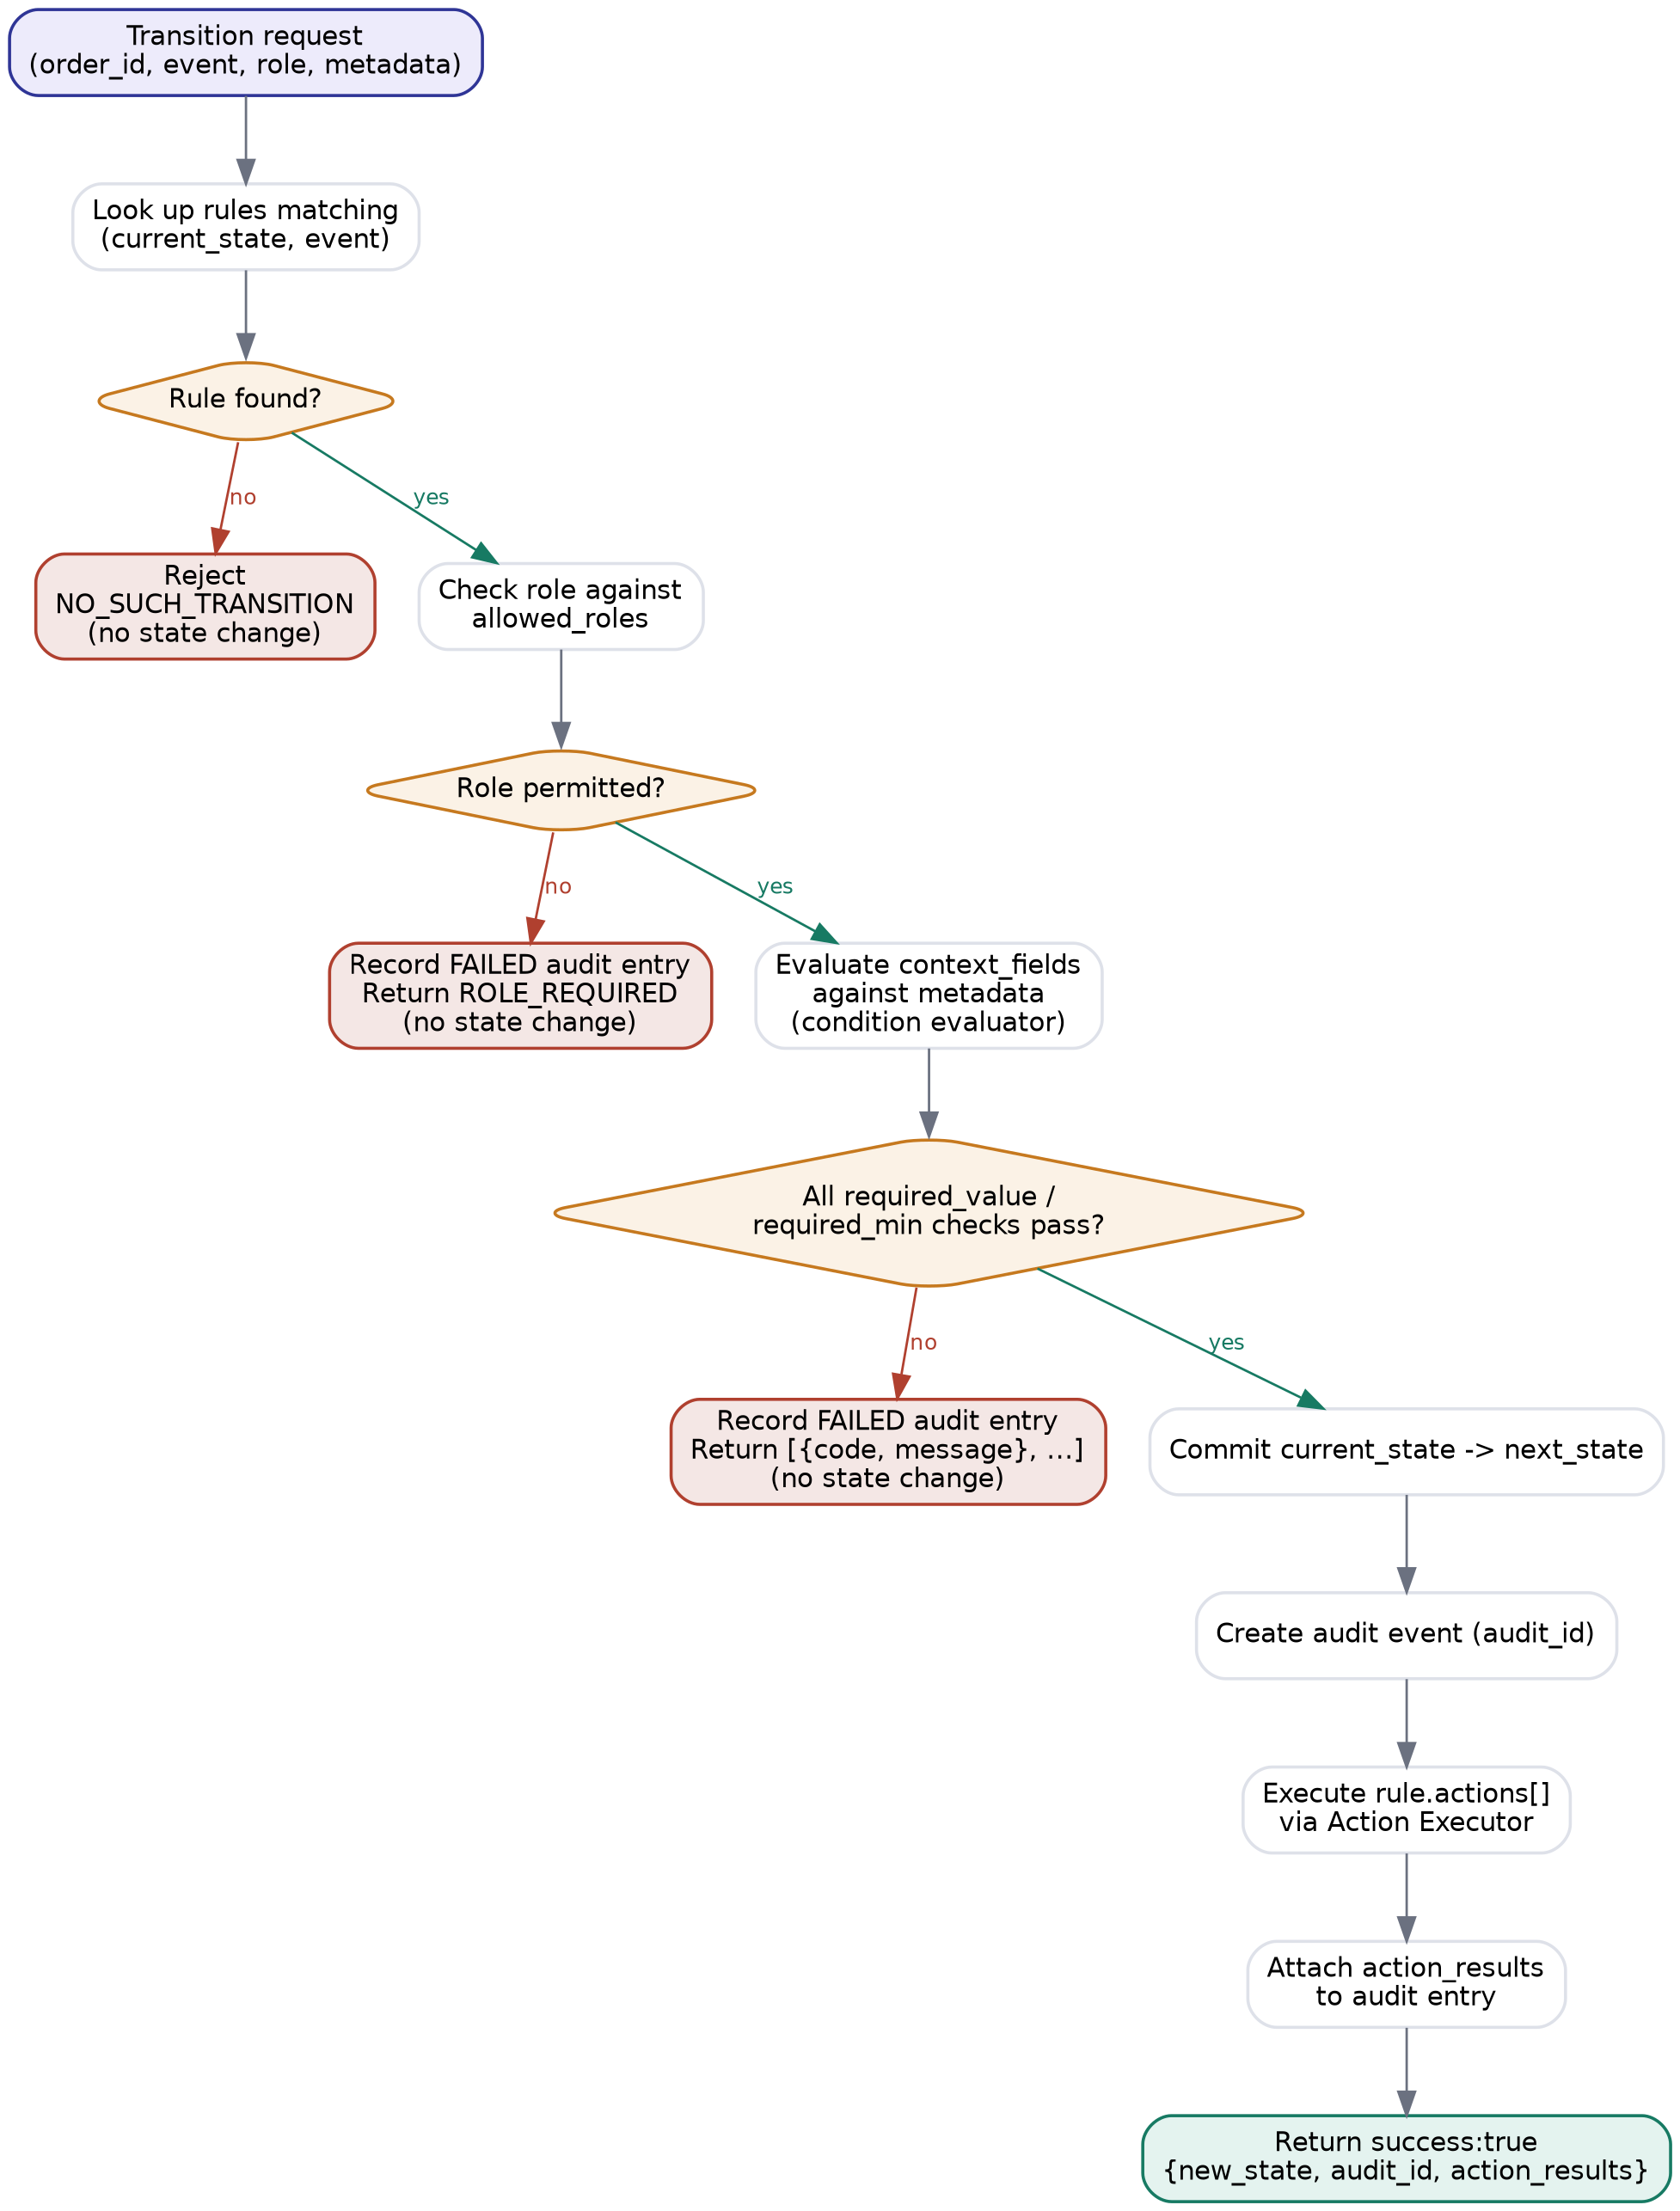 Transition request
(order_id, event, role, metadata)
Look up rules matching
(current_state, event)
Rule found?
no
yes
Reject
NO_SUCH_TRANSITION
(no state change)
Check role against
allowed_roles
Role permitted?
no
yes
Record FAILED audit entry
Return ROLE_REQUIRED
(no state change)
Evaluate context_fields
against metadata
(condition evaluator)
All required_value /
required_min checks pass?
no
yes
Record FAILED audit entry
Return [{code, message}, ...]
(no state change)
Commit current_state -> next_state
Create audit event (audit_id)
Execute rule.actions[]
via Action Executor
Attach action_results
to audit entry
Return success:true
{new_state, audit_id, action_results}